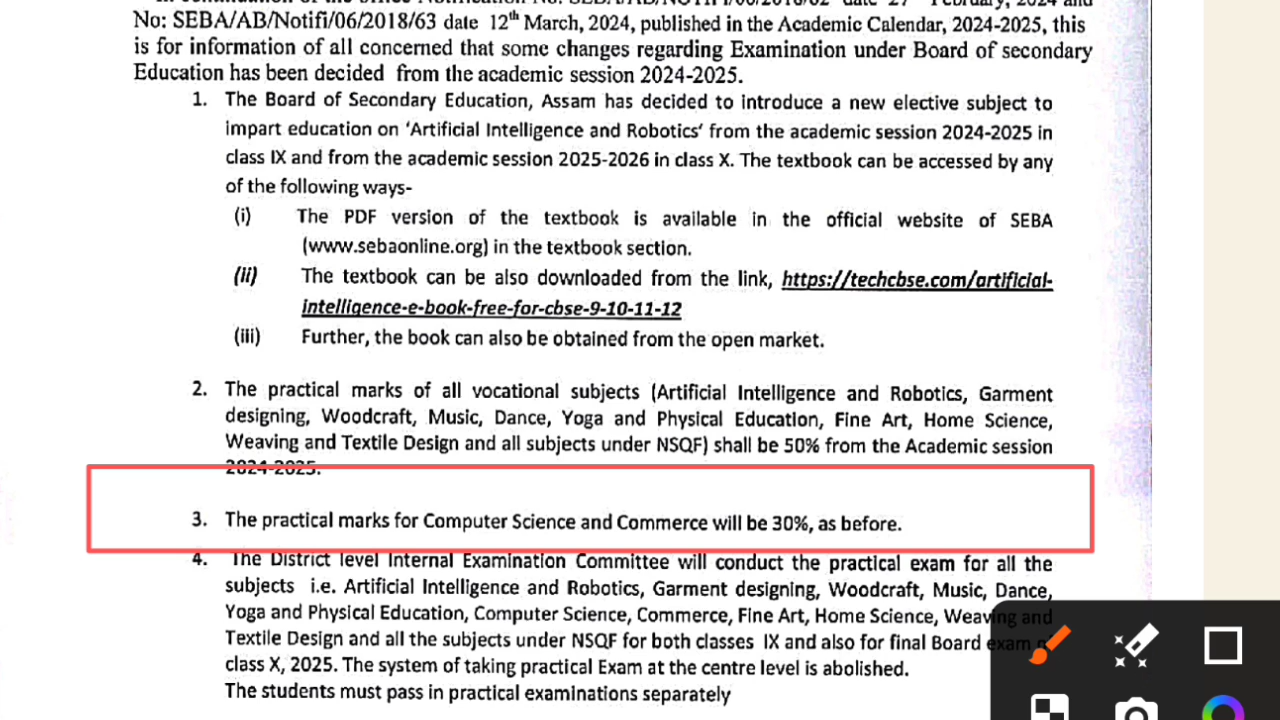 No: SEBA/AB/Notifi/06/2018/63 date 12th March, 2024, published in the Academic Calendar, 2024-2025, this
is for information of all concerned that some changes regarding Examination under Board of secondary
Education has been decided from the academic session 2024-2025.
1. The Board of Secondary Education, Assam has decided to introduce a new elective subject to
impart education on 'Artificial Intelligence and Robotics' from the academic session 2024-2025 in
class IX and from the academic session 2025-2026 in class X. The textbook can be accessed by any
of the following ways-
(i) The PDF version of the textbook is available in the official website of SEBA
(www.sebaonline.org) in the textbook section.
(ii) The textbook can be also downloaded from the link, https://techcbse.com/artificial-
intelligence-e-book-free-for-cbse-9-10-11-12
(iii) Further, the book can also be obtained from the open market.
2. The practical marks of all vocational subjects (Artificial Intelligence and Robotics, Garment
designing, Woodcraft, Music, Dance, Yoga and Physical Education, Fine Art, Home Science,
Weaving and Textile Design and all subjects under NSQF) shall be 50% from the Academic session
2024-2025.
3. The practical marks for Computer Science and Commerce will be 30%, as before.
4. The District level Internal Examination Committee will conduct the practical exam for all the
subjects i.e. Artificial Intelligence and Robotics, Garment designing, Woodcraft, Music, Dance,
Yoga and Physical Education, Computer Science, Commerce, Fine Art, Home Science, Weaving and
Textile Design and all the subjects under NSQF for both classes IX and also for final Board exam
class X, 2025. The system of taking practical Exam at the centre level is abolished.
The students must pass in practical examinations separately